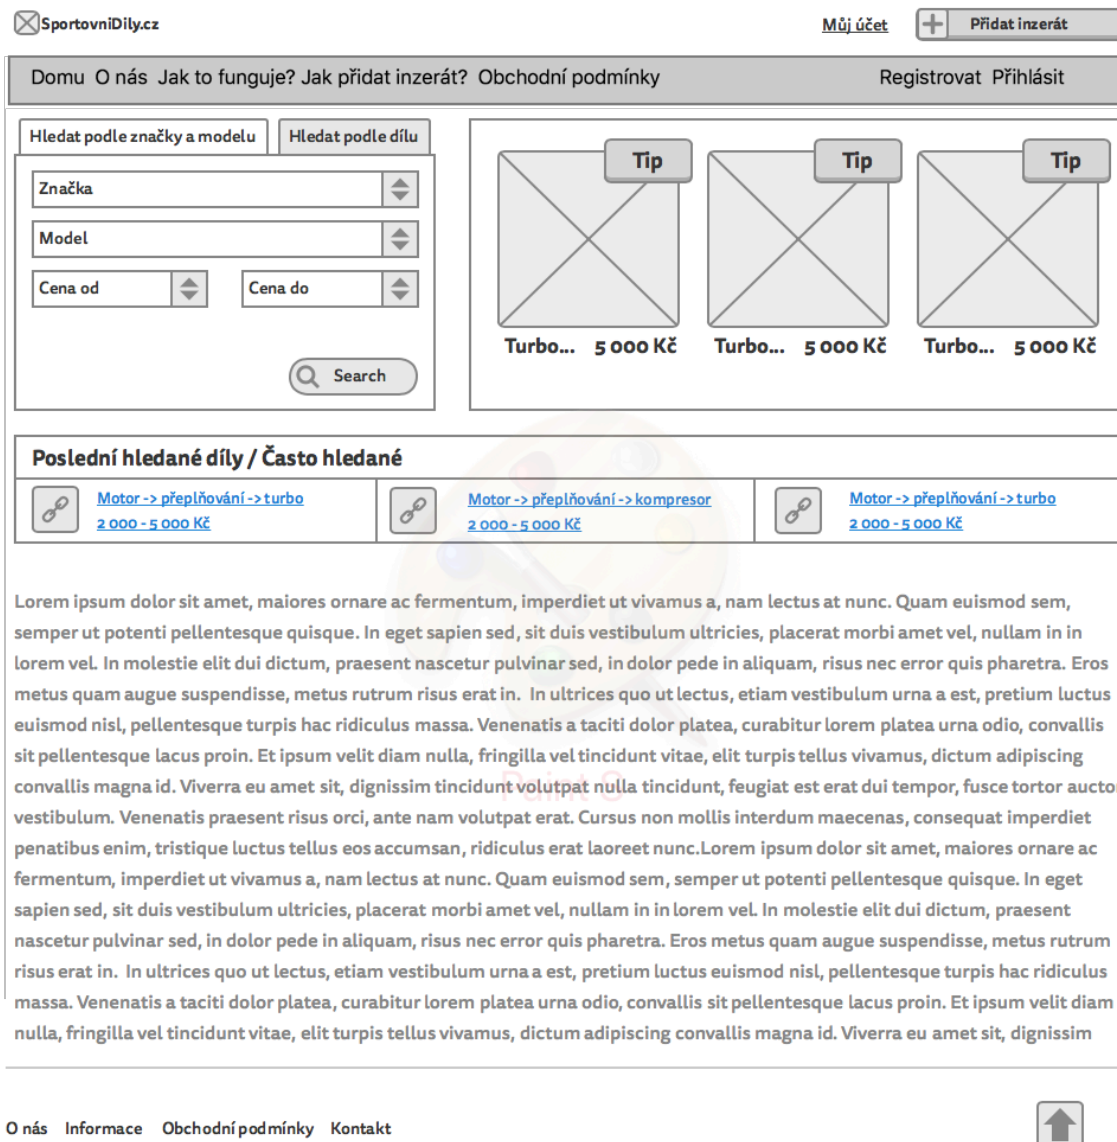 SportovniDily.cz
Můj účet
Přidat inzerát
Domu O nás Jak to funguje? Jak přidat inzerát? Obchodní podmínky
Registrovat Přihlásit
Hledat podle značky a modelu
Hledat podle dílu
Značka
Model
Cena od
Cena do
Search
Tip
Tip
Tip
Turbo... 5 000 Kč
Turbo... 5 000 Kč
Turbo... 5 000 Kč
Poslední hledané díly / Často hledané
Motor -> přeplňování -> turbo
2 000 - 5 000 Kč
Motor -> přeplňování -> kompresor
2 000 - 5 000 Kč
Motor -> přeplňování -> turbo
2 000 - 5 000 Kč
Lorem ipsum dolor sit amet, maiores ornare ac fermentum, imperdiet ut vivamus a, nam lectus at nunc. Quam euismod sem,
semper ut potenti pellentesque quisque. In eget sapien sed, sit duis vestibulum ultricies, placerat morbi amet vel, nullam in in
lorem vel. In molestie elit dui dictum, praesent nascetur pulvinar sed, in dolor pede in aliquam, risus nec error quis pharetra. Eros
metus quam augue suspendisse, metus rutrum risus erat in. In ultrices quo ut lectus, etiam vestibulum urna a est, pretium luctus
euismod nisl, pellentesque turpis hac ridiculus massa. Venenatis a taciti dolor platea, curabitur lorem platea urna odio, convallis
sit pellentesque lacus proin. Et ipsum velit diam nulla, fringilla vel tincidunt vitae, elit turpis tellus vivamus, dictum adipiscing
convallis magna id. Viverra eu amet sit, dignissim tincidunt volutpat nulla tincidunt, feugiat est erat dui tempor, fusce tortor auctor
Paint S
vestibulum. Venenatis praesent risus orci, ante nam volutpat erat. Cursus non mollis interdum maecenas, consequat imperdiet
penatibus enim, tristique luctus tellus eos accumsan, ridiculus erat laoreet nunc.Lorem ipsum dolor sit amet, maiores ornare ac
fermentum, imperdiet ut vivamus a, nam lectus at nunc. Quam euismod sem, semper ut potenti pellentesque quisque. In eget
sapien sed, sit duis vestibulum ultricies, placerat morbi amet vel, nullam in in lorem vel. In molestie elit dui dictum, praesent
nascetur pulvinar sed, in dolor pede in aliquam, risus nec error quis pharetra. Eros metus quam augue suspendisse, metus rutrum
risus erat in. In ultrices quo ut lectus, etiam vestibulum urna a est, pretium luctus euismod nisl, pellentesque turpis hac ridiculus
massa. Venenatis a taciti dolor platea, curabitur lorem platea urna odio, convallis sit pellentesque lacus proin. Et ipsum velit diam
nulla, fringilla vel tincidunt vitae, elit turpis tellus vivamus, dictum adipiscing convallis magna id. Viverra eu amet sit, dignissim
O nás Informace Obchodní podmínky Kontakt